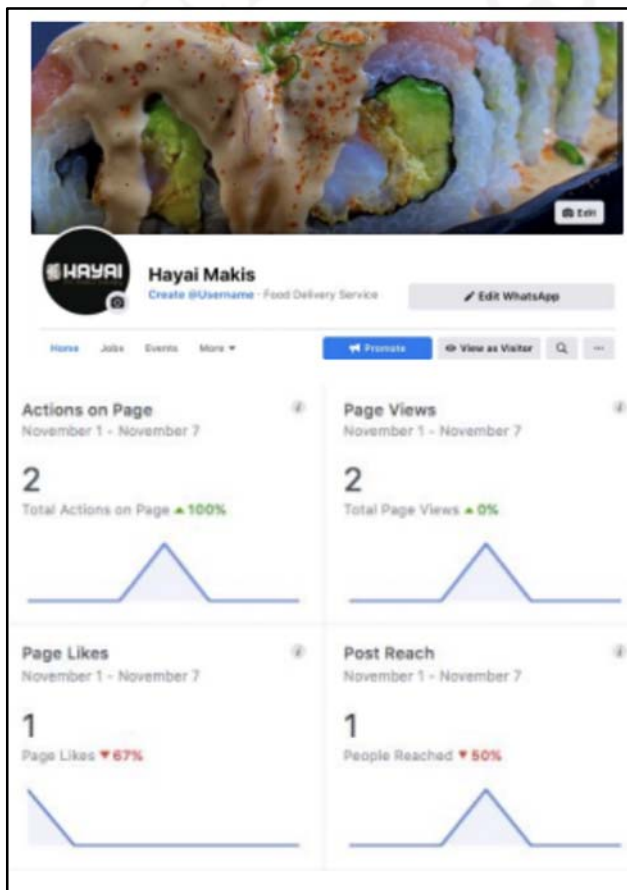 Edit
HAYAI
Hayai Makis
Create @Username · Food Delivery Service
Edit WhatsApp
Home Jobs Events More
Promote View as Visitor
Actions on Page
November 1 - November 7
2
Total Actions on Page 100%
Page Views
November 1 - November 7
2
Total Page Views 0%
Page Likes
November 1 - November 7
1
Page Likes 67%
Post Reach
November 1 - November 7
1
People Reached 50%